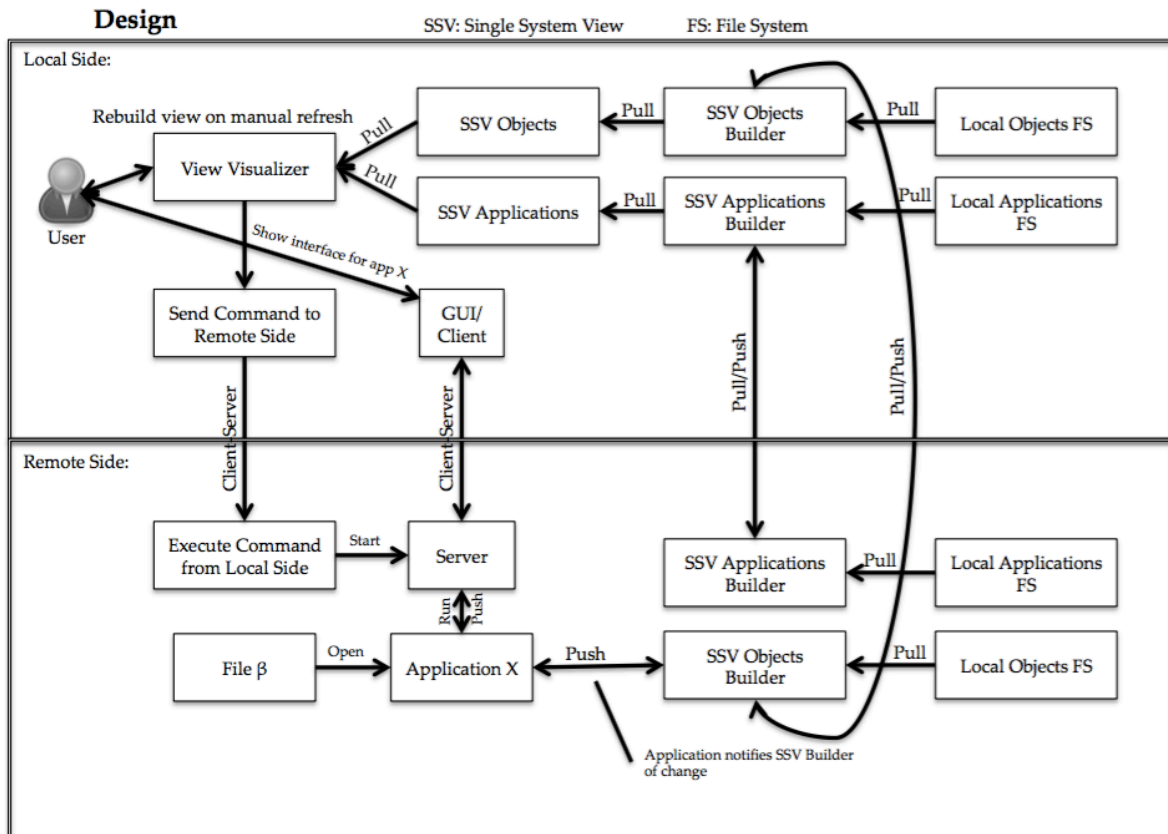 Design
SSV: Single System View
FS: File System
Local Side:
Rebuild view on manual refresh
View Visualizer
User
Pull
Pull
SSV Objects
SSV Applications
Pull
Pull
SSV Objects
Builder
SSV Applications
Builder
Pull
Pull
Local Objects FS
Local Applications
FS
Show interface for app X
Send Command to
Remote Side
GUI/
Client
Pull/Push
Pull/Push
Client-Server
Client-Server
Remote Side:
Execute Command
from Local Side
Start
Server
Run
Push
File β
Open
Application X
Push
SSV Applications
Builder
Pull
Local Applications
FS
SSV Objects
Builder
Pull
Local Objects FS
Application notifies SSV Builder
of change